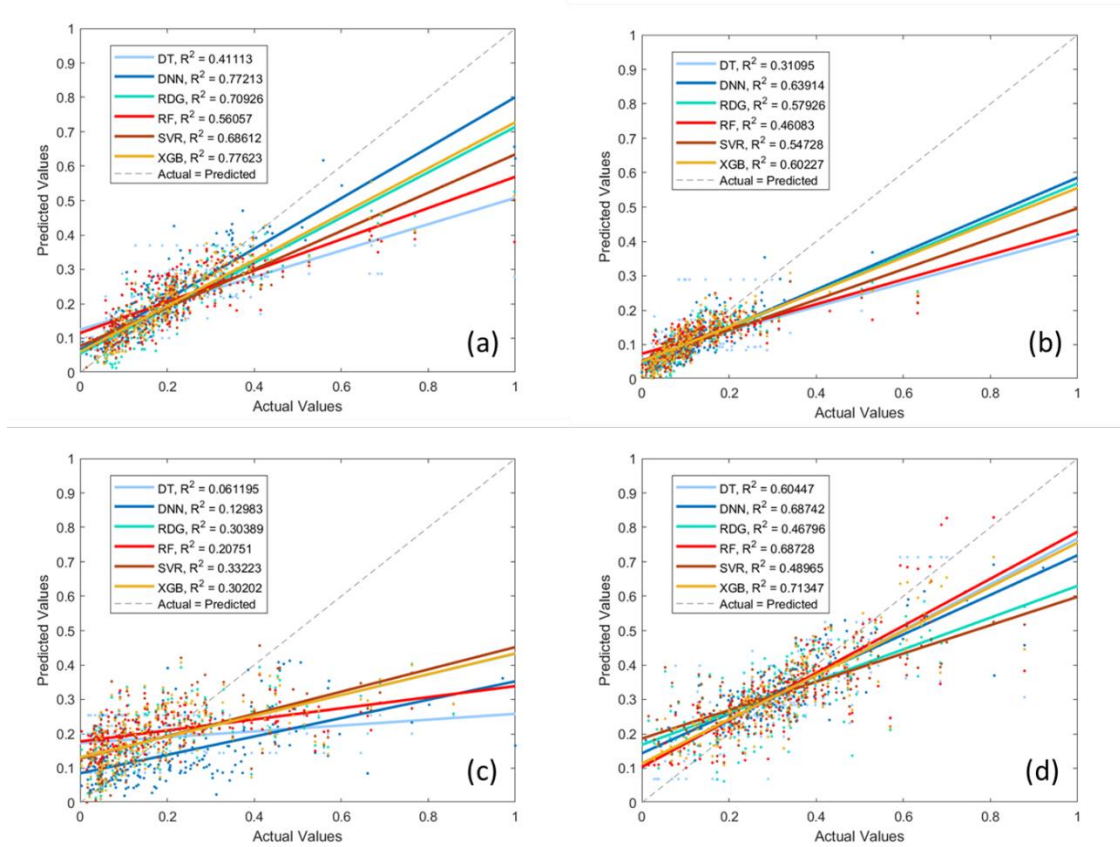 1
0.9
0.8
0.7
0.6
0.5
0.4
0.3
0.2
0.1
0
Predicted Values
DT, R² = 0.41113
DNN, R² = 0.77213
RDG, R² = 0.70926
RF, R² = 0.56057
SVR, R² = 0.68612
XGB, R² = 0.77623
Actual = Predicted
(a)
0 0.2 0.4 0.6 0.8 1
Actual Values
1
0.9
0.8
0.7
0.6
0.5
0.4
0.3
0.2
0.1
0
Predicted Values
DT, R² = 0.31095
DNN, R² = 0.63914
RDG, R² = 0.57926
RF, R² = 0.46083
SVR, R² = 0.54728
XGB, R² = 0.60227
Actual = Predicted
(b)
0 0.2 0.4 0.6 0.8 1
Actual Values
1
0.9
0.8
0.7
0.6
0.5
0.4
0.3
0.2
0.1
0
Predicted Values
DT, R² = 0.061195
DNN, R² = 0.12983
RDG, R² = 0.30389
RF, R² = 0.20751
SVR, R² = 0.33223
XGB, R² = 0.30202
Actual = Predicted
(c)
0 0.2 0.4 0.6 0.8 1
Actual Values
1
0.9
0.8
0.7
0.6
0.5
0.4
0.3
0.2
0.1
0
Predicted Values
DT, R² = 0.60447
DNN, R² = 0.68742
RDG, R² = 0.46796
RF, R² = 0.68728
SVR, R² = 0.48965
XGB, R² = 0.71347
Actual = Predicted
(d)
0 0.2 0.4 0.6 0.8 1
Actual Values